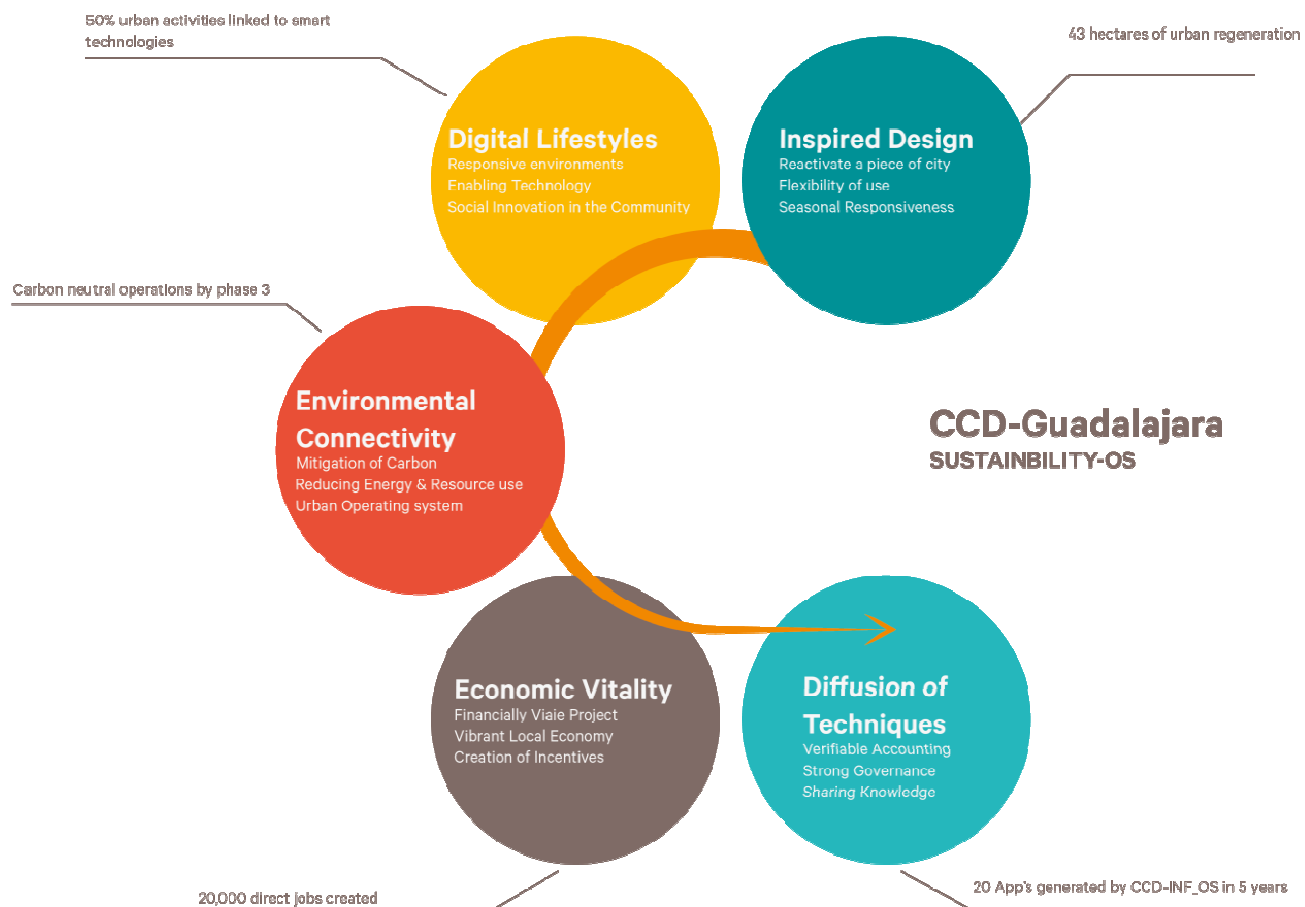 50% urban activities linked to smart
technologies
43 hectares of urban regeneration
Digital Lifestyles
Responsive environments
Enabling Technology
Social Innovation in the Community
Inspired Design
Reactivate a piece of city
Flexibility of use
Seasonal Responsiveness
Carbon neutral operations by phase 3
Environmental
Connectivity
Mitigation of Carbon
Reducing Energy & Resource use
Urban Operating system
CCD-Guadalajara
SUSTAINBILITY-OS
Economic Vitality
Financially Viaie Project
Vibrant Local Economy
Creation of Incentives
Diffusion of
Techniques
Verifiable Accounting
Strong Governance
Sharing Knowledge
20,000 direct jobs created
20 App's generated by CCD-INF_OS in 5 years